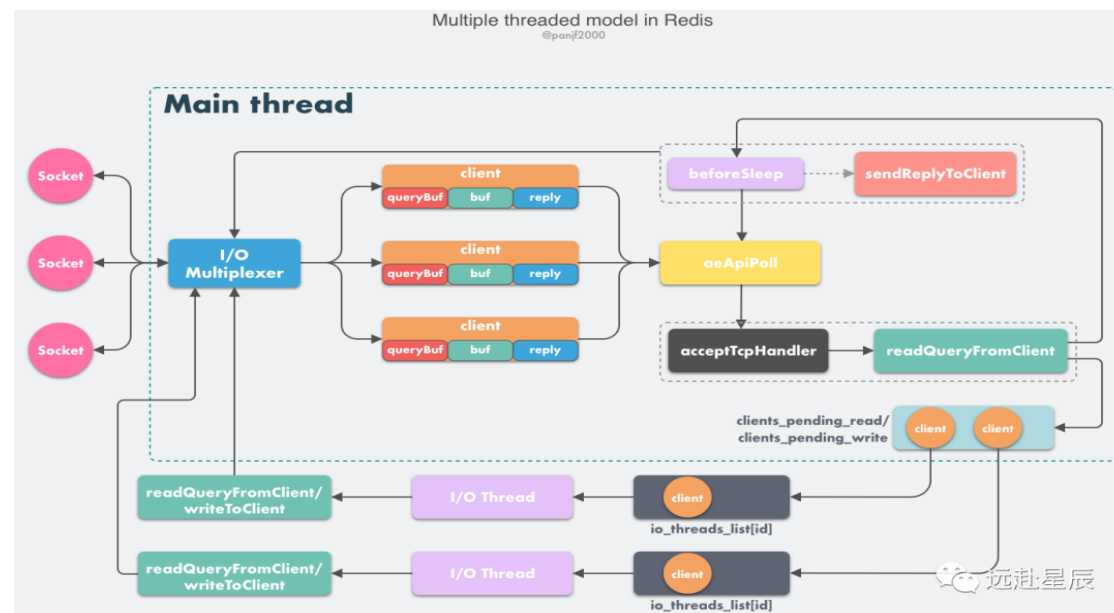 Multiple threaded model in Redis
@panjf2000
Main thread
Socket
Socket
Socket
I/O
Multiplexer
client
queryBuf buf reply
client
queryBuf buf reply
client
queryBuf buf reply
beforeSleep
sendReplyToClient
aeApiPoll
acceptTcpHandler
readQueryFromClient
clients_pending_read/
clients_pending_write
client
client
readQueryFromClient/
writeToClient
I/O Thread
client
io_threads_list[id]
readQueryFromClient/
writeToClient
I/O Thread
client
io_threads_list[id]
远赴·星辰